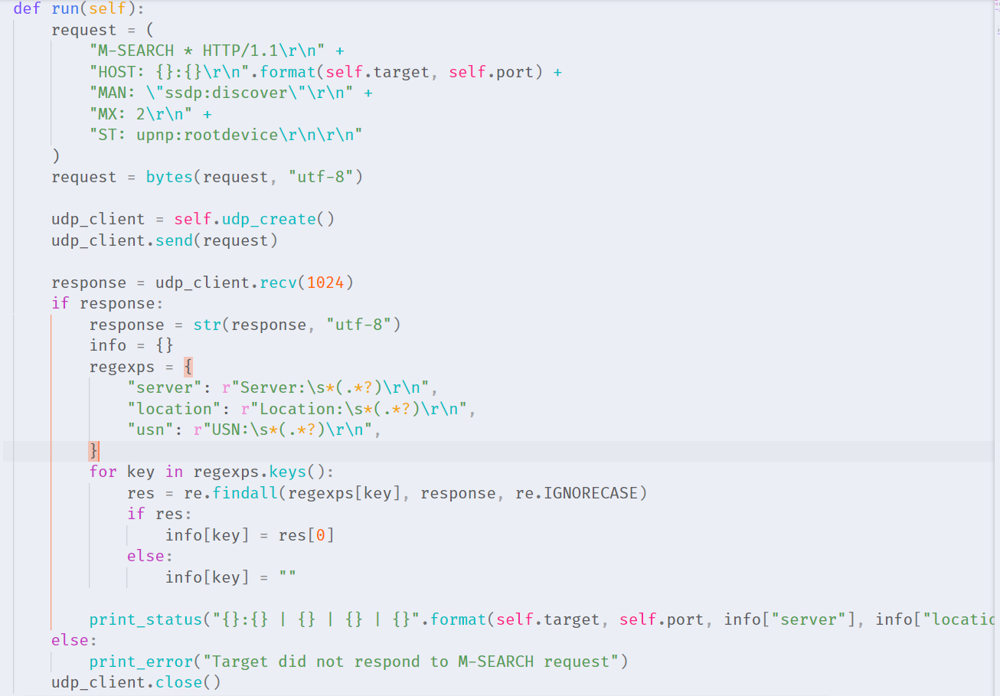 def run(self):
    request = (
        "M-SEARCH * HTTP/1.1\r\n" +
        "HOST: {}:{}\r\n".format(self.target, self.port) +
        "MAN: \"ssdp:discover\"\r\n" +
        "MX: 2\r\n" +
        "ST: upnp:rootdevice\r\n\r\n"
    )
    request = bytes(request, "utf-8")

    udp_client = self.udp_create()
    udp_client.send(request)

    response = udp_client.recv(1024)
    if response:
        response = str(response, "utf-8")
        info = {}
        regexps = {
            "server": r"Server:\s*(.*?)\r\n",
            "location": r"Location:\s*(.*?)\r\n",
            "usn": r"USN:\s*(.*?)\r\n",
        }
        for key in regexps.keys():
            res = re.findall(regexps[key], response, re.IGNORECASE)
            if res:
                info[key] = res[0]
            else:
                info[key] = ""

        print_status("{}:{} | {} | {} | {}".format(self.target, self.port, info["server"], info["locatio
    else:
        print_error("Target did not respond to M-SEARCH request")
    udp_client.close()